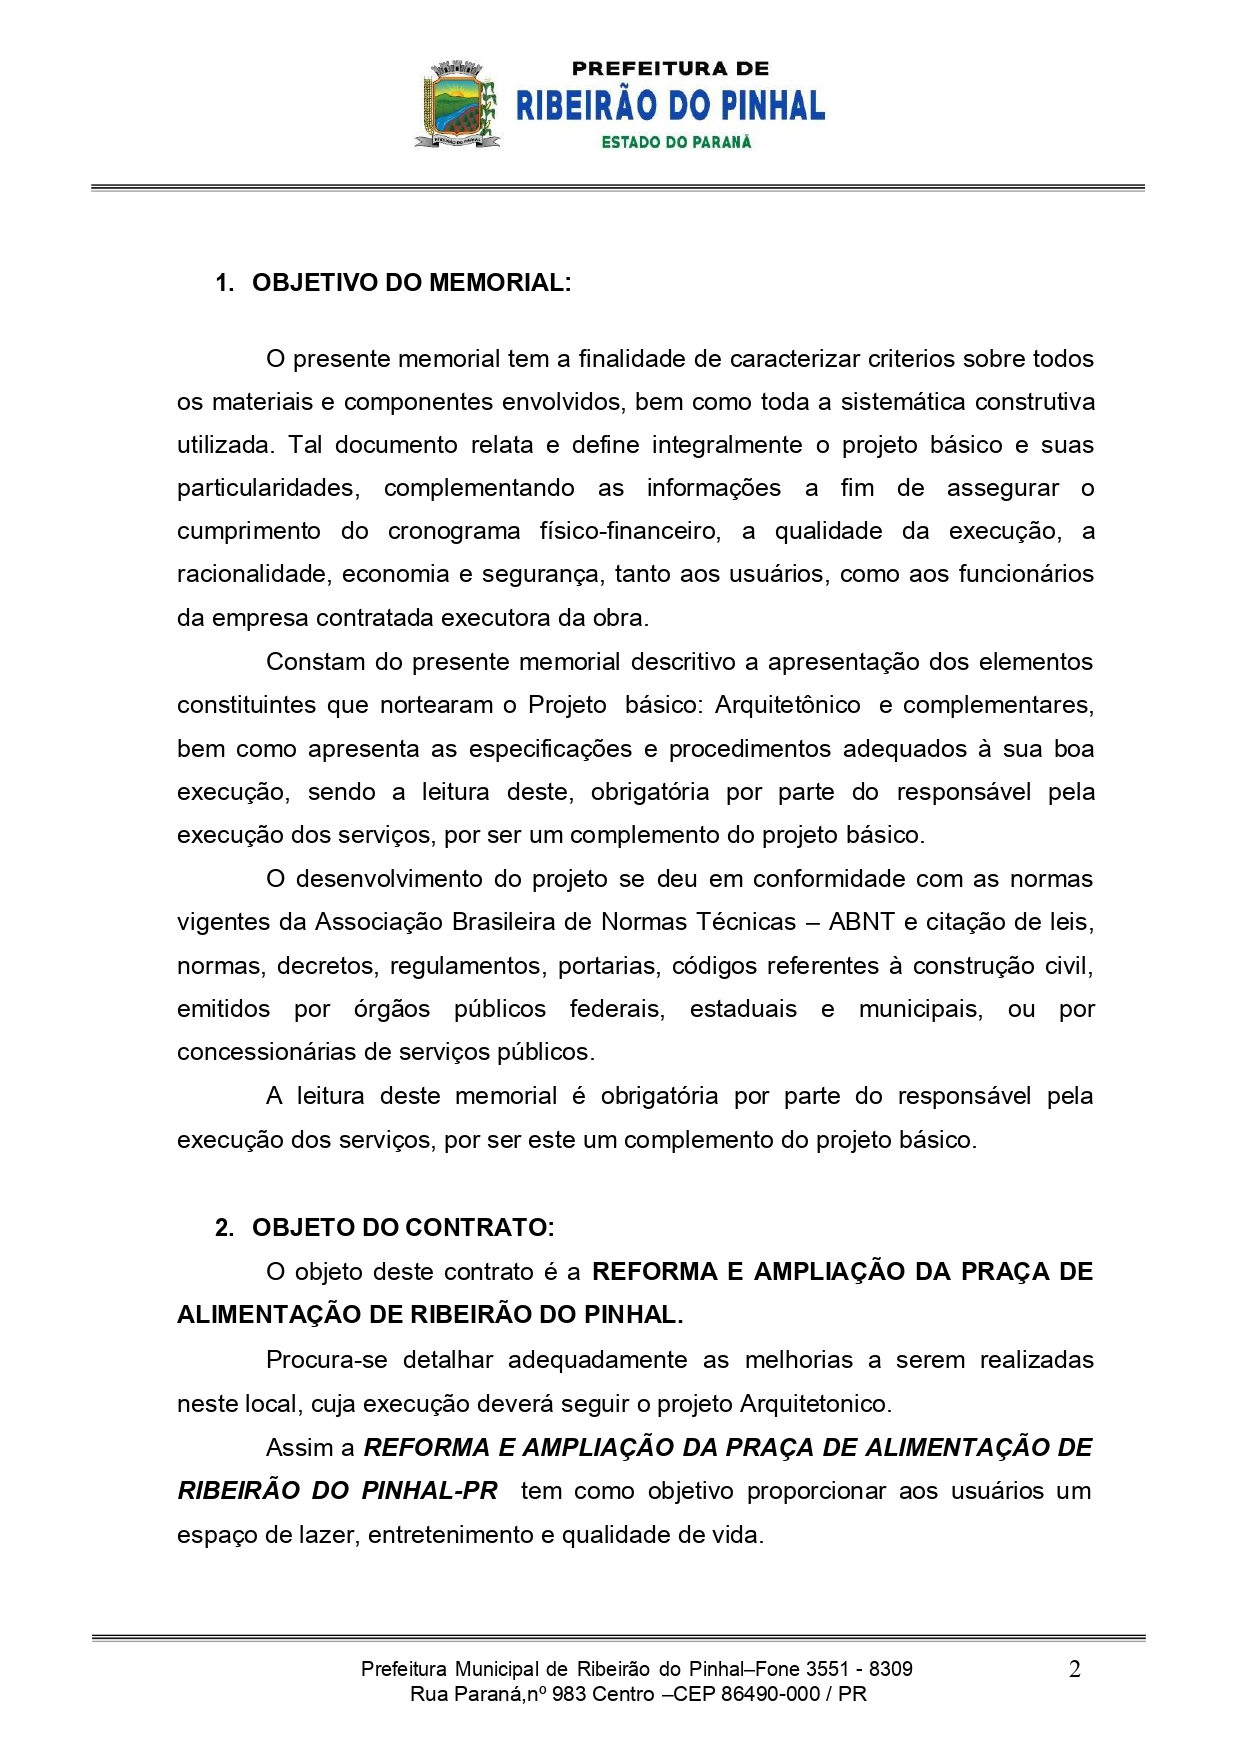 PREFEITURA DE
RIBEIRÃO DO PINHAL
ESTADO DO PARANÁ
RIBEIRÃO DO PINHAL
1. OBJETIVO DO MEMORIAL:
O presente memorial tem a finalidade de caracterizar criterios sobre todos
os materiais e componentes envolvidos, bem como toda a sistemática construtiva
utilizada. Tal documento relata e define integralmente o projeto básico e suas
particularidades, complementando as informações a fim de assegurar o
cumprimento do cronograma físico-financeiro, a qualidade da execução, a
racionalidade, economia e segurança, tanto aos usuários, como aos funcionários
da empresa contratada executora da obra.
Constam do presente memorial descritivo a apresentação dos elementos
constituintes que nortearam o Projeto básico: Arquitetônico e complementares,
bem como apresenta as especificações e procedimentos adequados à sua boa
execução, sendo a leitura deste, obrigatória por parte do responsável pela
execução dos serviços, por ser um complemento do projeto básico.
O desenvolvimento do projeto se deu em conformidade com as normas
vigentes da Associação Brasileira de Normas Técnicas – ABNT e citação de leis,
normas, decretos, regulamentos, portarias, códigos referentes à construção civil,
emitidos por órgãos públicos federais, estaduais e municipais, ou por
concessionárias de serviços públicos.
A leitura deste memorial é obrigatória por parte do responsável pela
execução dos serviços, por ser este um complemento do projeto básico.
2. OBJETO DO CONTRATO:
O objeto deste contrato é a REFORMA E AMPLIAÇÃO DA PRAÇA DE
ALIMENTAÇÃO DE RIBEIRÃO DO PINHAL.
Procura-se detalhar adequadamente as melhorias a serem realizadas
neste local, cuja execução deverá seguir o projeto Arquitetonico.
Assim a REFORMA E AMPLIAÇÃO DA PRAÇA DE ALIMENTAÇÃO DE
RIBEIRÃO DO PINHAL-PR tem como objetivo proporcionar aos usuários um
espaço de lazer, entretenimento e qualidade de vida.
Prefeitura Municipal de Ribeirão do Pinhal–Fone 3551 - 8309
2
Rua Paraná,nº 983 Centro –CEP 86490-000 / PR